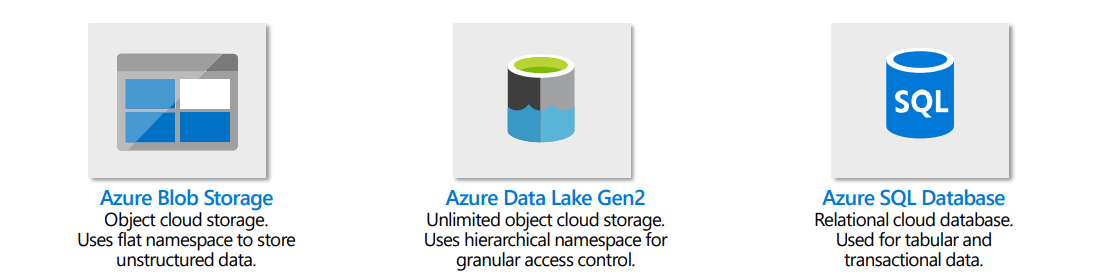 SQL
Azure Blob Storage
Object cloud storage.
Uses flat namespace to store
unstructured data.
Azure Data Lake Gen2
Unlimited object cloud storage.
Uses hierarchical namespace for
granular access control.
Azure SQL Database
Relational cloud database.
Used for tabular and
transactional data.